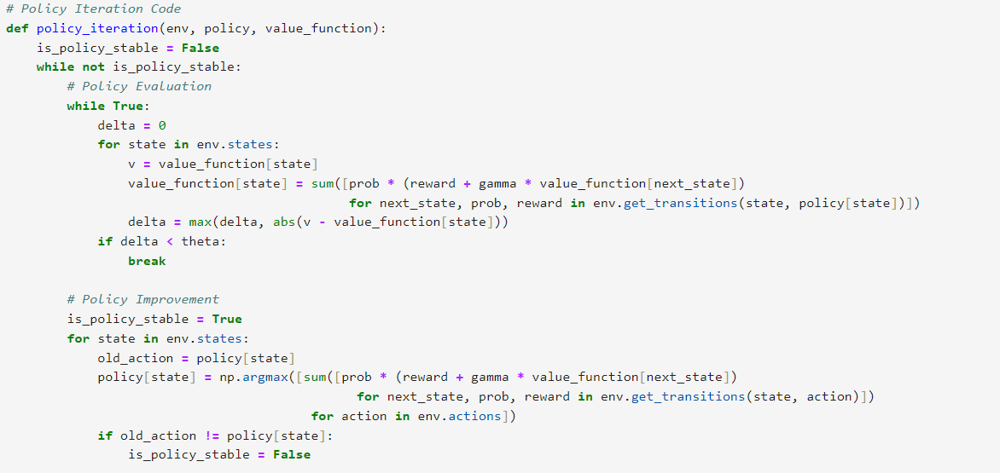 # Policy Iteration Code
def policy_iteration(env, policy, value_function):
    is_policy_stable = False
    while not is_policy_stable:
        # Policy Evaluation
        while True:
            delta = 0
            for state in env.states:
                v = value_function[state]
                value_function[state] = sum([prob * (reward + gamma * value_function[next_state])
                                             for next_state, prob, reward in env.get_transitions(state, policy[state])])
                delta = max(delta, abs(v - value_function[state]))
            if delta < theta:
                break

        # Policy Improvement
        is_policy_stable = True
        for state in env.states:
            old_action = policy[state]
            policy[state] = np.argmax([sum([prob * (reward + gamma * value_function[next_state])
                                              for next_state, prob, reward in env.get_transitions(state, action)])
                                        for action in env.actions])
            if old_action != policy[state]:
                is_policy_stable = False